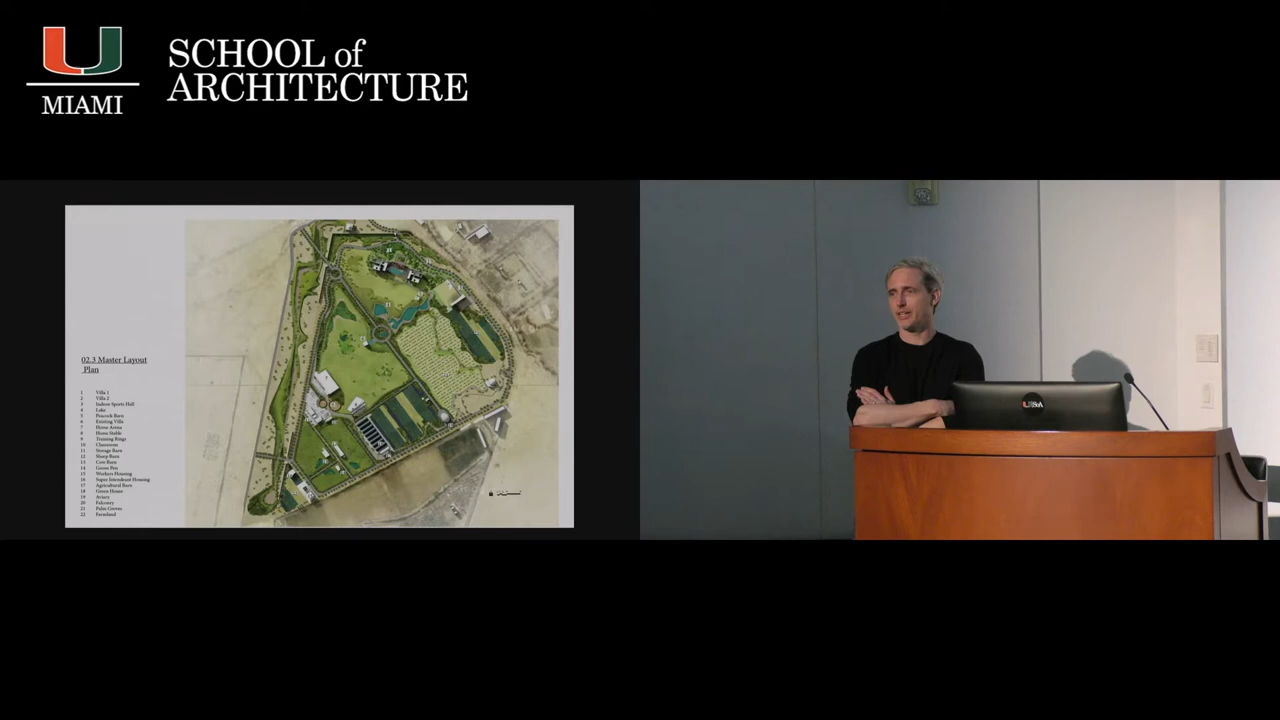 U
MIAMI
SCHOOL of
ARCHITECTURE
02.3 Master Layout
Plan
1 Villa 1
2 Villa 2
3 Indoor Sports Hall
4 Lake
5 Peacock Barn
6 Existing Villa
7 Horse Arena
8 Horse Stable
9 Training Rings
10 Classroom
11 Storage Barn
12 Sheep Barn
13 Cow Barn
14 Goose Pen
15 Workers Housing
16 Super Intendent Housing
17 Agricultural Barn
18 Green House
19 Aviary
20 Falconry
21 Palm Groves
22 Farmland
U SoA